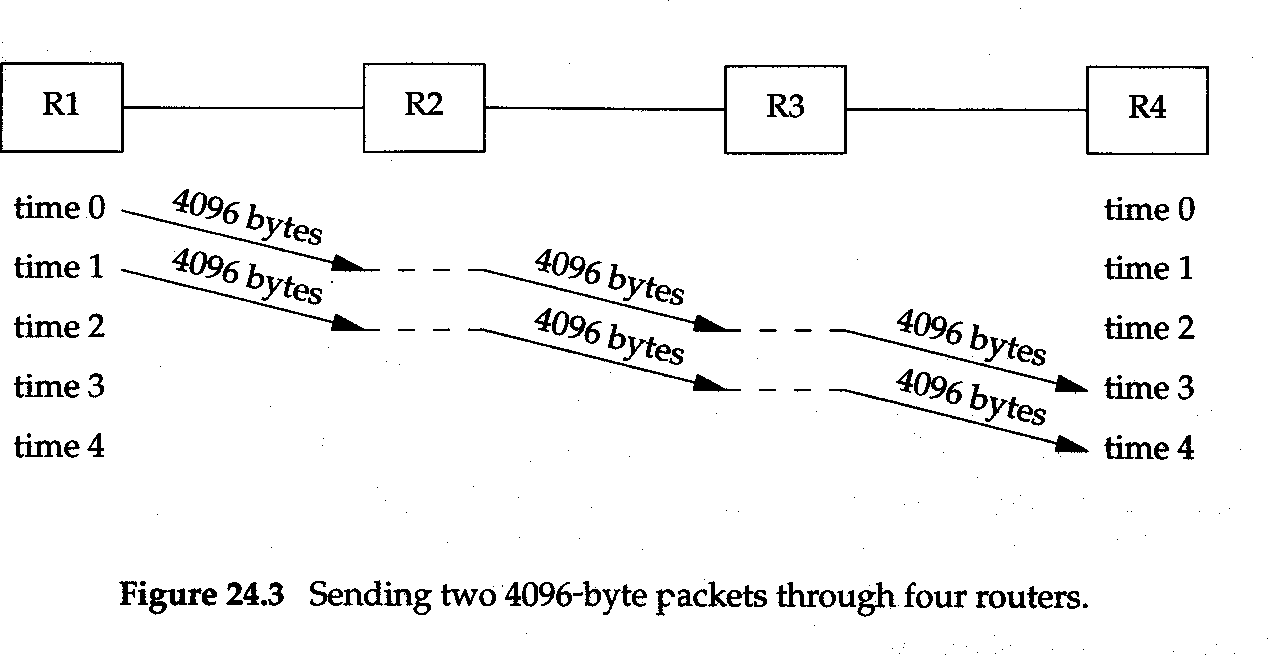 R1 R2 R3 R4
time 0 4096 bytes time 0
time 1 4096 bytes 4096 bytes time 1
time 2 4096 bytes 4096 bytes time 2
time 3 4096 bytes time 3
time 4 time 4
Figure 24.3 Sending two 4096-byte packets through four routers.